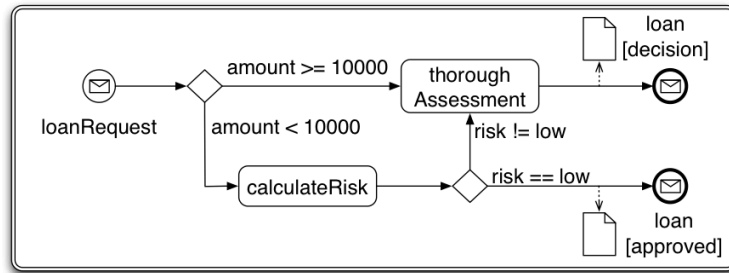 loan
[decision]
amount >= 10000
thorough
Assessment
loanRequest
amount < 10000
risk != low
calculateRisk
risk == low
loan
[approved]